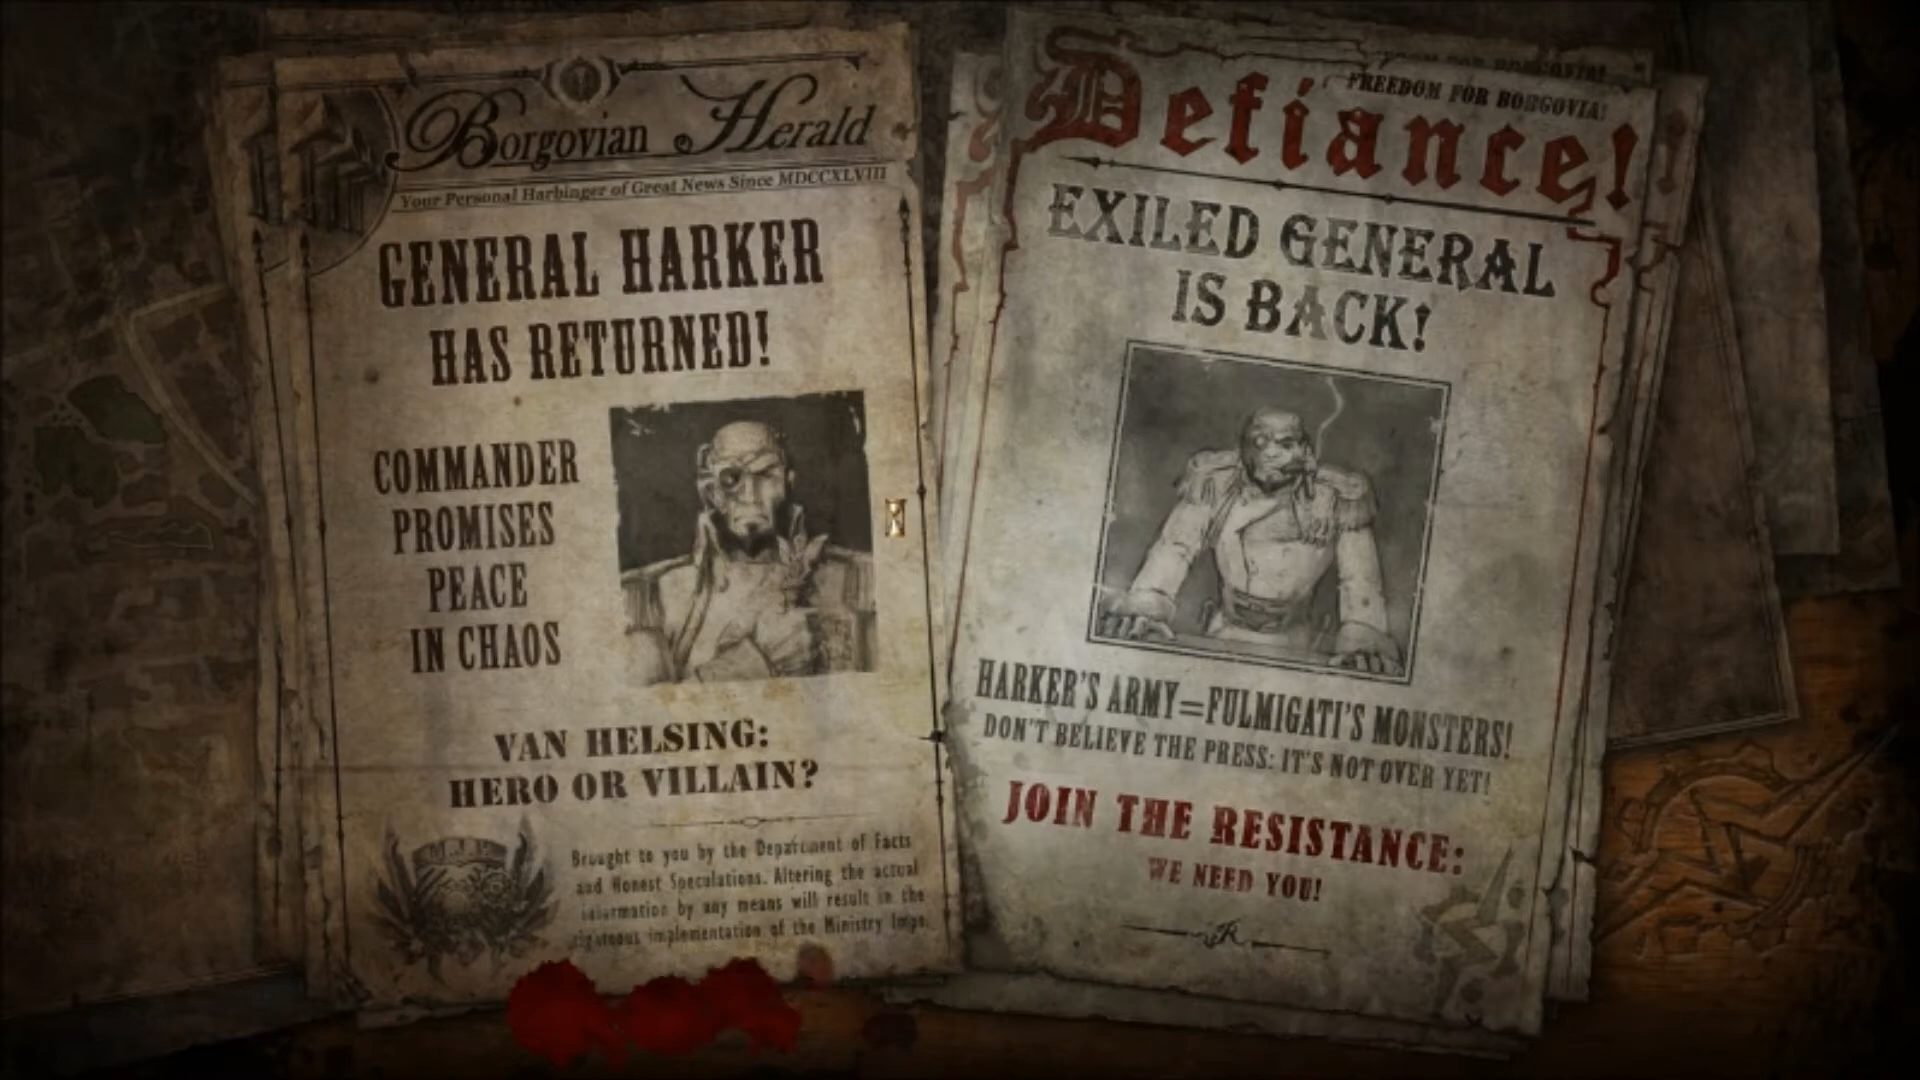 Borgovian Herald
Your Personal Harbinger of Great News Since MDCCXLVIII
GENERAL HARKER
HAS RETURNED!
COMMANDER
PROMISES
PEACE
IN CHAOS
VAN HELSING:
HERO OR VILLAIN?
Brought to you by the Department of Facts
and Honest Speculations. Altering the actual
information by any means will result in the
righteous implementation of the Ministry Imps.
FREEDOM FOR BORGOVIA!
Defiance!
EXILED GENERAL
IS BACK!
HARKER'S ARMY=FULMIGATI'S MONSTERS!
DON'T BELIEVE THE PRESS: IT'S NOT OVER YET!
JOIN THE RESISTANCE:
WE NEED YOU!
R